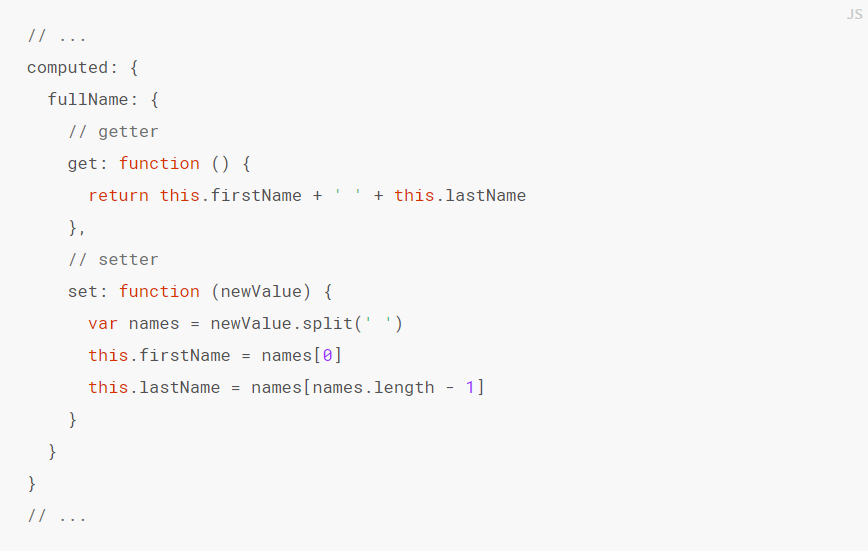 JS
// ...
computed: {
  fullName: {
    // getter
    get: function () {
      return this.firstName + ' ' + this.lastName
    },
    // setter
    set: function (newValue) {
      var names = newValue.split(' ')
      this.firstName = names[0]
      this.lastName = names[names.length - 1]
    }
  }
}
// ...